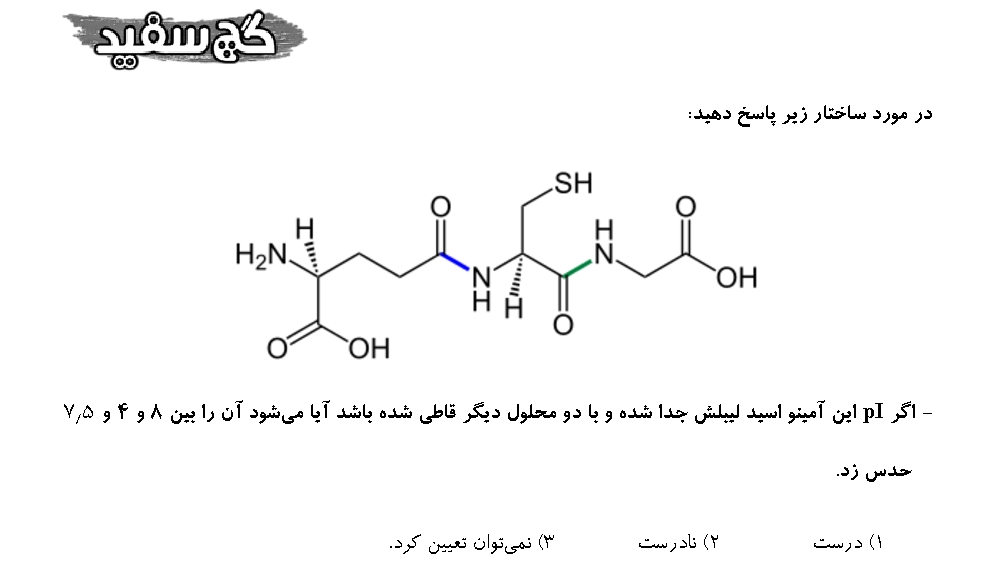 گچ سفید
در مورد ساختار زیر پاسخ دهید:
SH
O
H
H
O
H₂N
N
N
H
H
OH
O
O
OH
– اگر pI این آمینو اسید لیبلش جدا شده و با دو محلول دیگر قاطی شده باشد آیا می‌شود آن را بین ۸ و ۴ و ۷٫۵
حدس زد.
۱) درست ۲) نادرست ۳) نمی‌توان تعیین کرد.